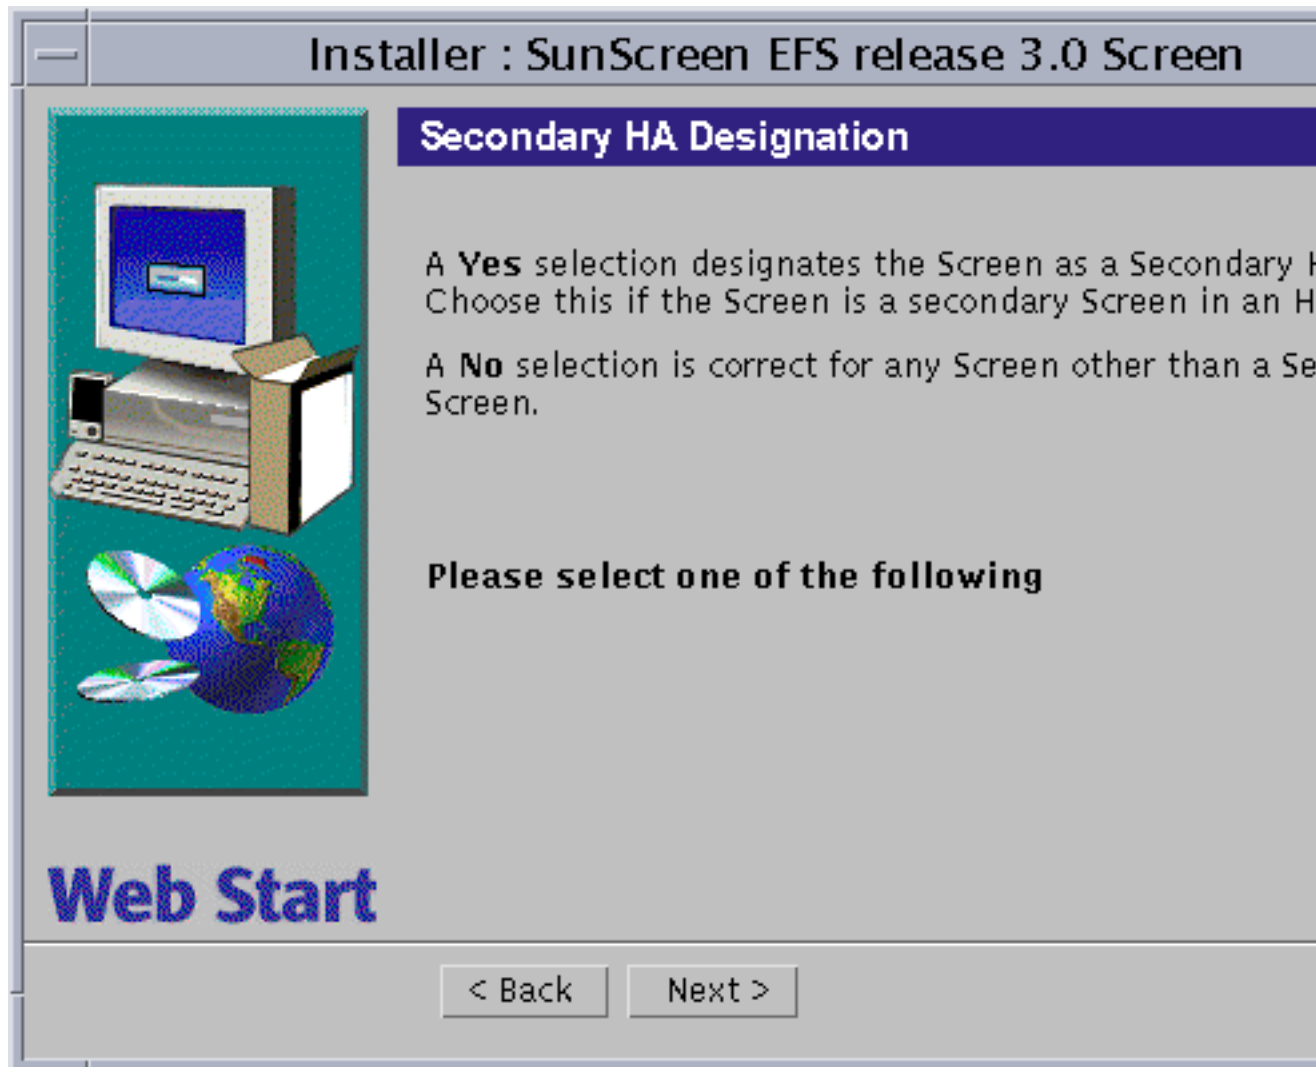 Installer : SunScreen EFS release 3.0 Screen
Secondary HA Designation
A Yes selection designates the Screen as a Secondary
Choose this if the Screen is a secondary Screen in an
A No selection is correct for any Screen other than a
Screen.
Please select one of the following
Web Start
< Back
Next >